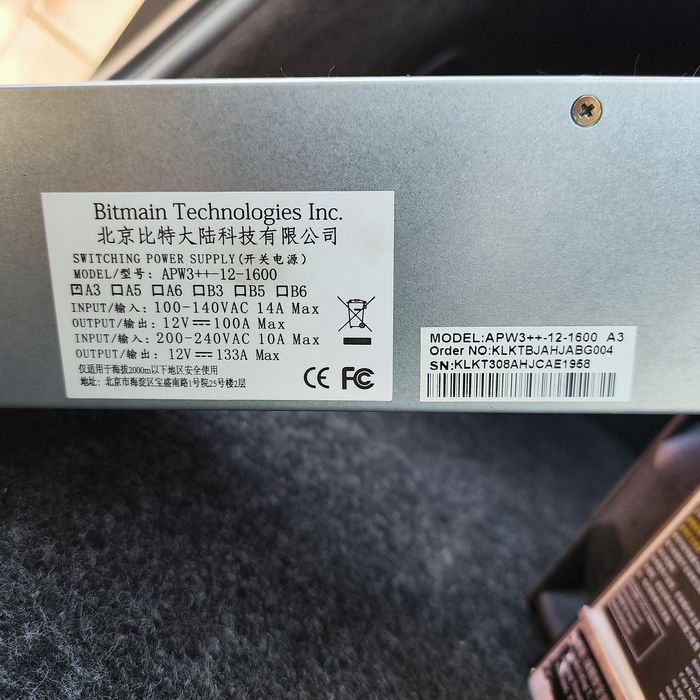 Bitmain Technologies Inc.
北京比特大陆科技有限公司
SWITCHING POWER SUPPLY(开关电源)
MODEL/型号: APW3++-12-1600
☑A3 □A5 □A6 □B3 □B5 □B6
INPUT/输入: 100-140VAC 14A Max
OUTPUT/输出: 12V⎓100A Max
INPUT/输入: 200-240VAC 10A Max
OUTPUT/输出: 12V⎓133A Max
仅适用于海拔2000m以下地区安全使用
地址:北京市海淀区宝盛南路1号院25号楼2层
CE FC
MODEL:APW3++-12-1600 A3
Order NO:KLKTBJAHJABG004
SN:KLKT308AHJCAE1958